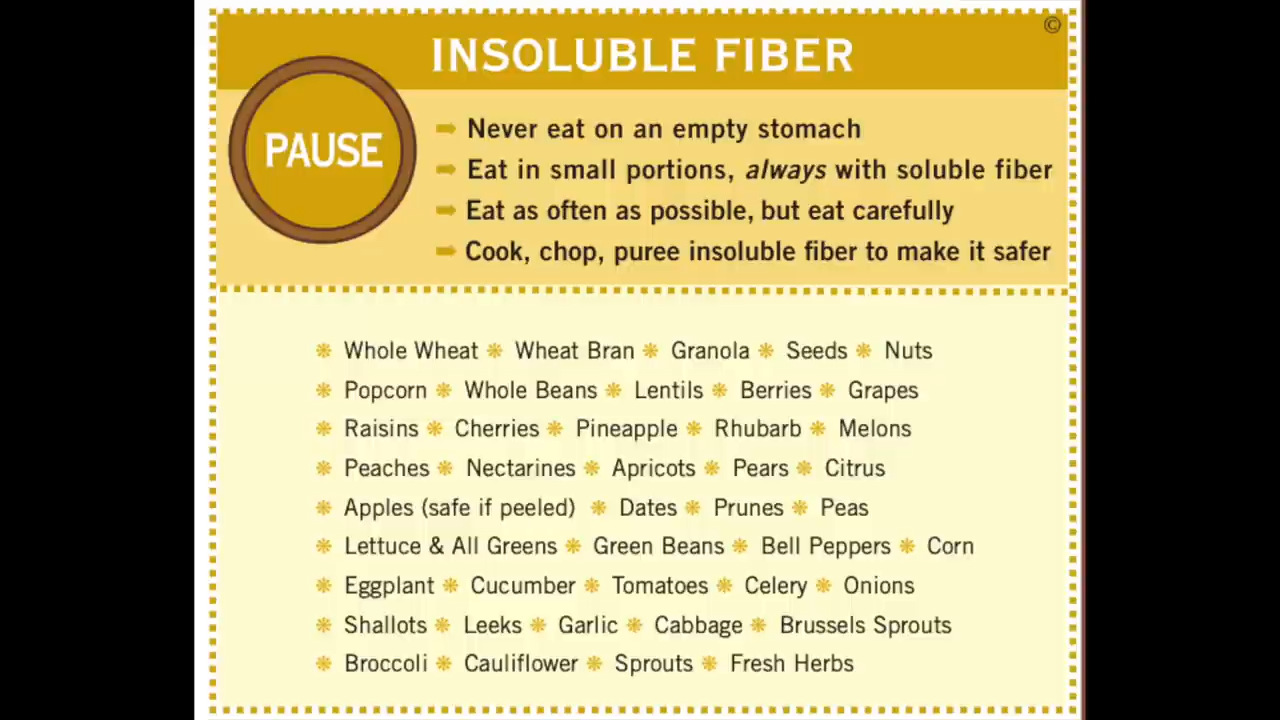 ©
INSOLUBLE FIBER
PAUSE
Never eat on an empty stomach
Eat in small portions, always with soluble fiber
Eat as often as possible, but eat carefully
Cook, chop, puree insoluble fiber to make it safer
Whole Wheat Wheat Bran Granola Seeds Nuts
Popcorn Whole Beans Lentils Berries Grapes
Raisins Cherries Pineapple Rhubarb Melons
Peaches Nectarines Apricots Pears Citrus
Apples (safe if peeled) Dates Prunes Peas
Lettuce & All Greens Green Beans Bell Peppers Corn
Eggplant Cucumber Tomatoes Celery Onions
Shallots Leeks Garlic Cabbage Brussels Sprouts
Broccoli Cauliflower Sprouts Fresh Herbs